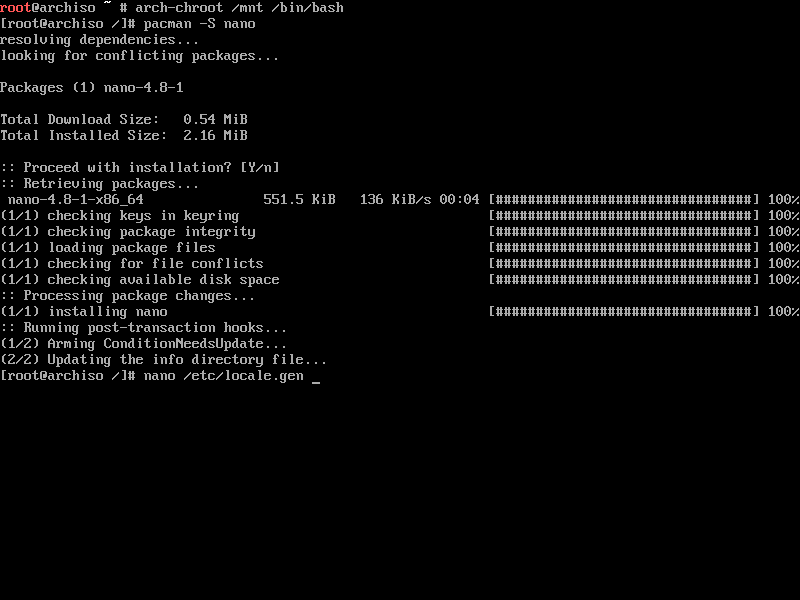 root@archiso ~ # arch-chroot /mnt /bin/bash
[root@archiso /]# pacman -S nano
resolving dependencies...
looking for conflicting packages...
Packages (1) nano-4.8-1
Total Download Size:   0.54 MiB
Total Installed Size:  2.16 MiB
:: Proceed with installation? [Y/n]
:: Retrieving packages...
 nano-4.8-1-x86_64               551.5 KiB   136 KiB/s 00:04 [################################] 100%
(1/1) checking keys in keyring                               [################################] 100%
(1/1) checking package integrity                             [################################] 100%
(1/1) loading package files                                  [################################] 100%
(1/1) checking for file conflicts                            [################################] 100%
(1/1) checking available disk space                          [################################] 100%
:: Processing package changes...
(1/1) installing nano                                        [################################] 100%
:: Running post-transaction hooks...
(1/2) Arming ConditionNeedsUpdate...
(2/2) Updating the info directory file...
[root@archiso /]# nano /etc/locale.gen _